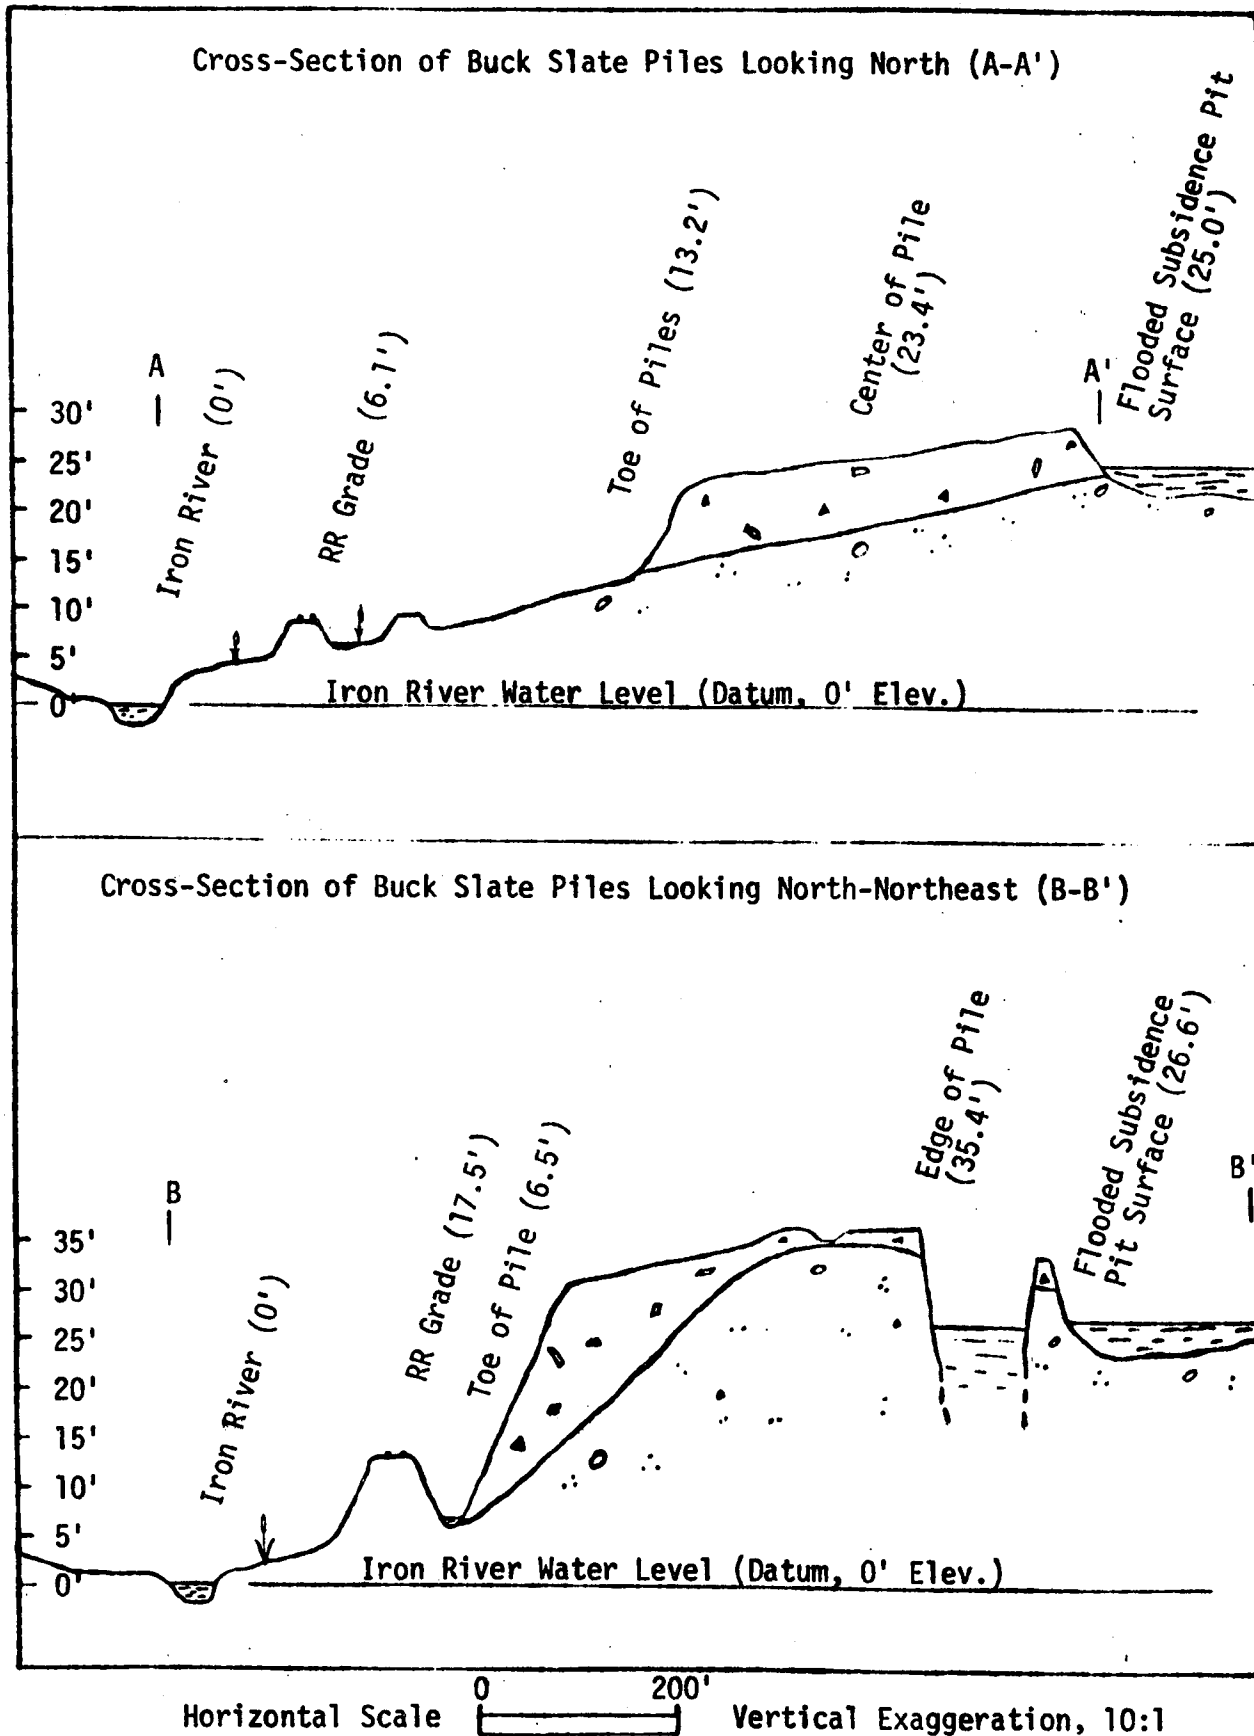 Cross-Section of Buck Slate Piles Looking North (A-A')
A
Iron River (0')
RR Grade (6.1')
Toe of Piles (13.2')
Center of Pile
(23.4')
A'
Flooded Subsidence Pit
Surface (25.0')
30'
25'
20'
15'
10'
5'
0'
Iron River Water Level (Datum, 0' Elev.)
Cross-Section of Buck Slate Piles Looking North-Northeast (B-B')
B
Iron River (0')
RR Grade (17.5')
Toe of Pile (6.5')
Edge of Pile
(35.4')
Flooded Subsidence
Pit Surface (26.6')
B'
35'
30'
25'
20'
15'
10'
5'
0'
Iron River Water Level (Datum, 0' Elev.)
0 200'
Horizontal Scale Vertical Exaggeration, 10:1